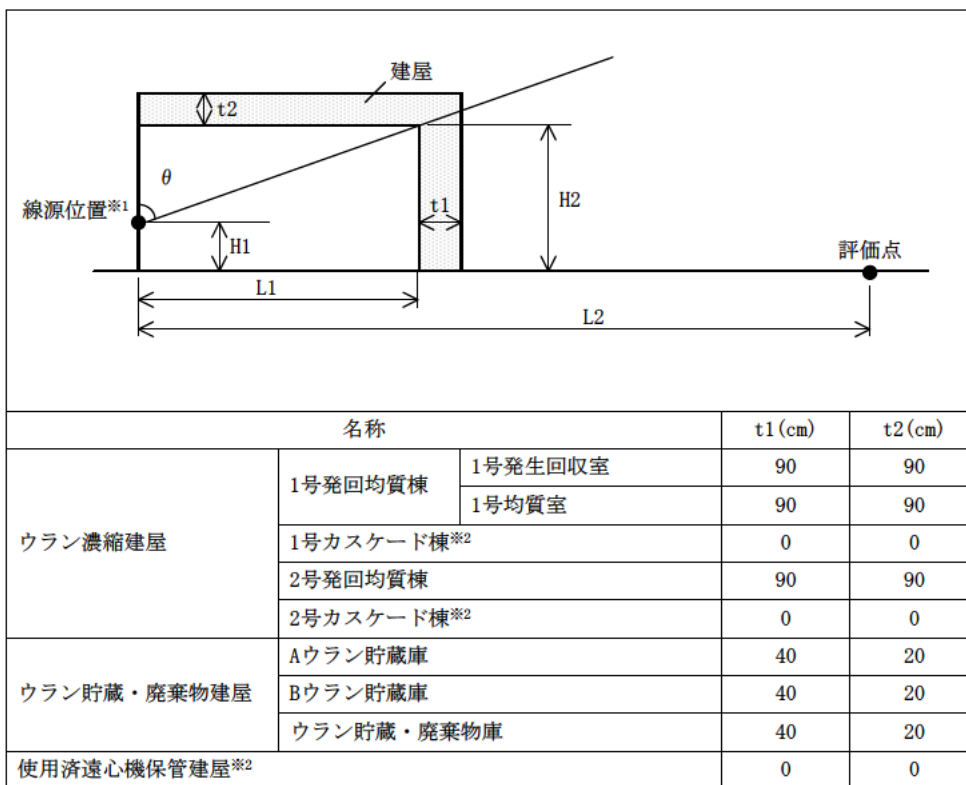 建屋
t2
θ
線源位置※1
t1
H2
H1
評価点
L1
L2
名称 t1(cm) t2(cm)
ウラン濃縮建屋 1号発回均質棟 1号発生回収室 90 90
1号均質室 90 90
1号カスケード棟※2 0 0
2号発回均質棟 90 90
2号カスケード棟※2 0 0
ウラン貯蔵・廃棄物建屋 Aウラン貯蔵庫 40 20
Bウラン貯蔵庫 40 20
ウラン貯蔵・廃棄物庫 40 20
使用済遠心機保管建屋※2 0 0